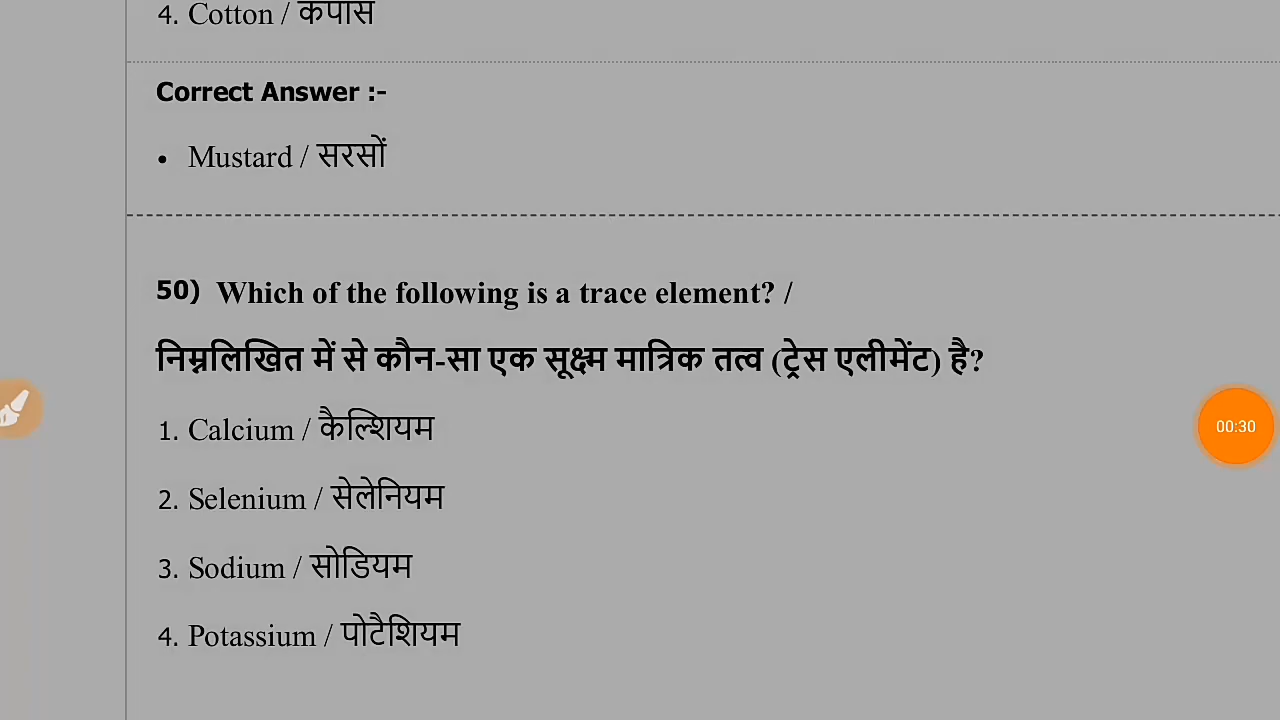 4. Cotton / कपास
Correct Answer :-
• Mustard / सरसों
50) Which of the following is a trace element? /
निम्नलिखित में से कौन-सा एक सूक्ष्म मात्रिक तत्व (ट्रेस एलीमेंट) है?
1. Calcium / कैल्शियम
2. Selenium / सेलेनियम
00:30
3. Sodium / सोडियम
4. Potassium / पोटैशियम